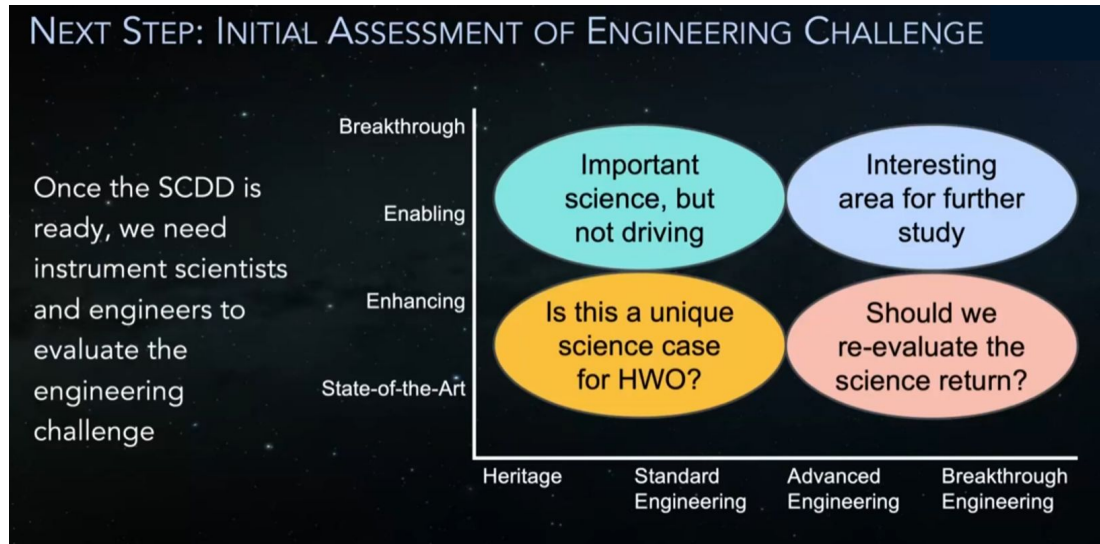 NEXT STEP: INITIAL ASSESSMENT OF ENGINEERING CHALLENGE
Once the SCDD is
ready, we need
instrument scientists
and engineers to
evaluate the
engineering
challenge
Breakthrough
Enabling
Enhancing
State-of-the-Art
Important
science, but
not driving
Interesting
area for further
study
Is this a unique
science case
for HWO?
Should we
re-evaluate the
science return?
Heritage
Standard
Engineering
Advanced
Engineering
Breakthrough
Engineering